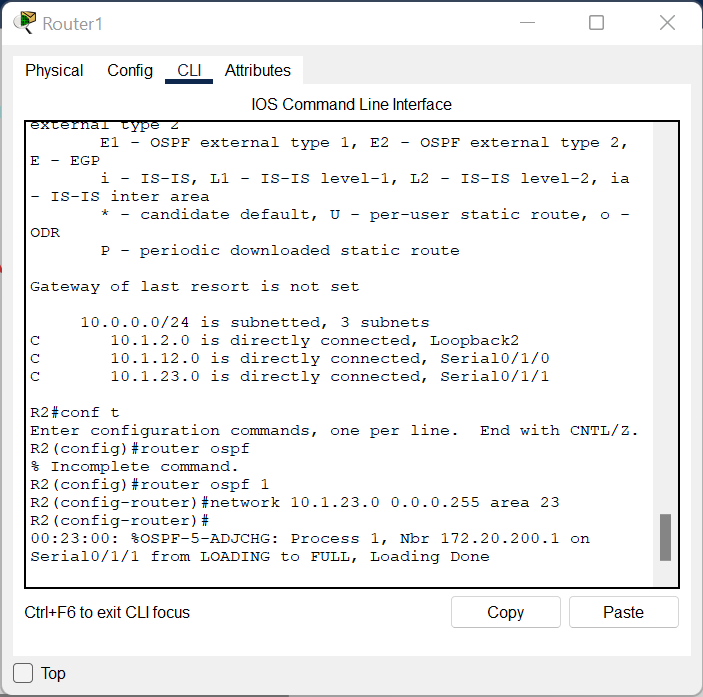 Router1
Physical Config CLI Attributes
IOS Command Line Interface
external type 2
E1 - OSPF external type 1, E2 - OSPF external type 2,
E - EGP
i - IS-IS, L1 - IS-IS level-1, L2 - IS-IS level-2, ia
- IS-IS inter area
* - candidate default, U - per-user static route, o -
ODR
P - periodic downloaded static route
Gateway of last resort is not set
10.0.0.0/24 is subnetted, 3 subnets
C 10.1.2.0 is directly connected, Loopback2
C 10.1.12.0 is directly connected, Serial0/1/0
C 10.1.23.0 is directly connected, Serial0/1/1
R2#conf t
Enter configuration commands, one per line. End with CNTL/Z.
R2(config)#router ospf
% Incomplete command.
R2(config)#router ospf 1
R2(config-router)#network 10.1.23.0 0.0.0.255 area 23
R2(config-router)#
00:23:00: %OSPF-5-ADJCHG: Process 1, Nbr 172.20.200.1 on
Serial0/1/1 from LOADING to FULL, Loading Done
Ctrl+F6 to exit CLI focus
Copy Paste
Top